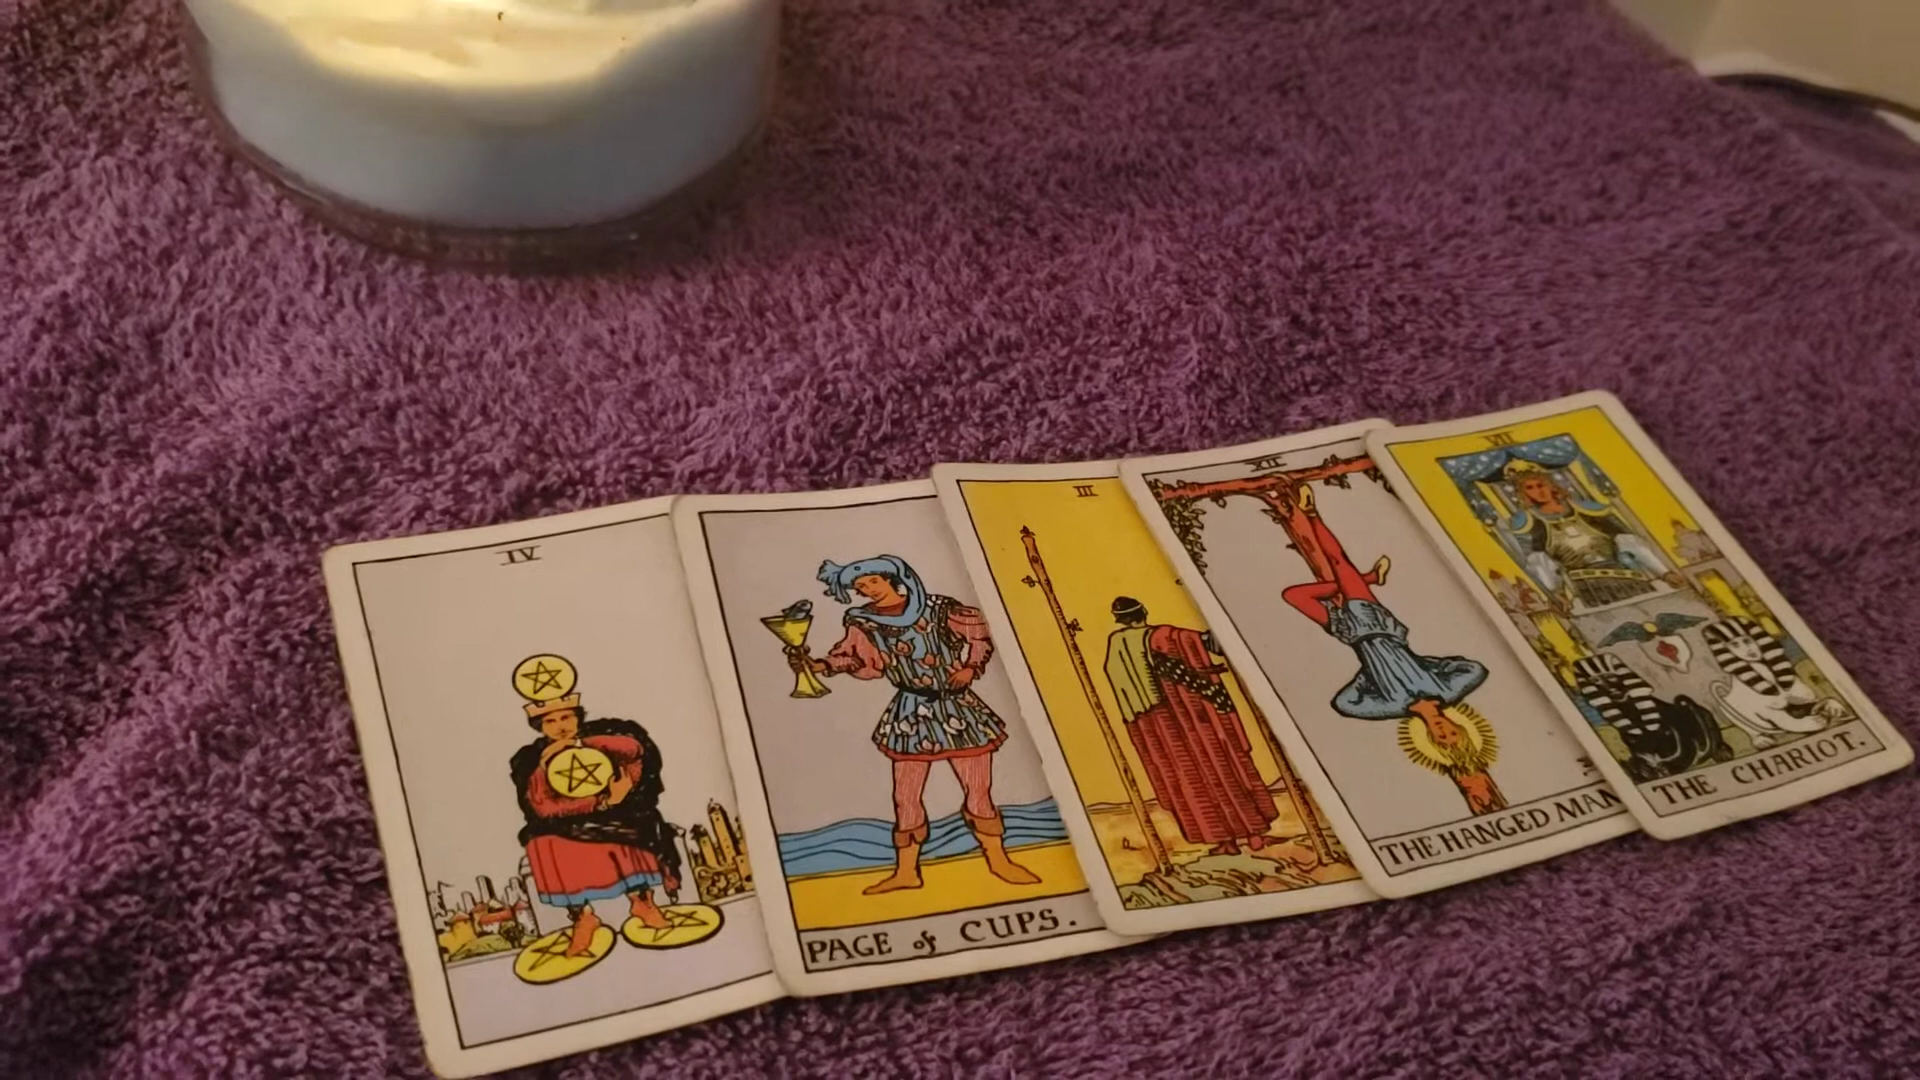 IV
PAGE of CUPS.
III
XII
THE HANGED MAN
VII
THE CHARIOT.